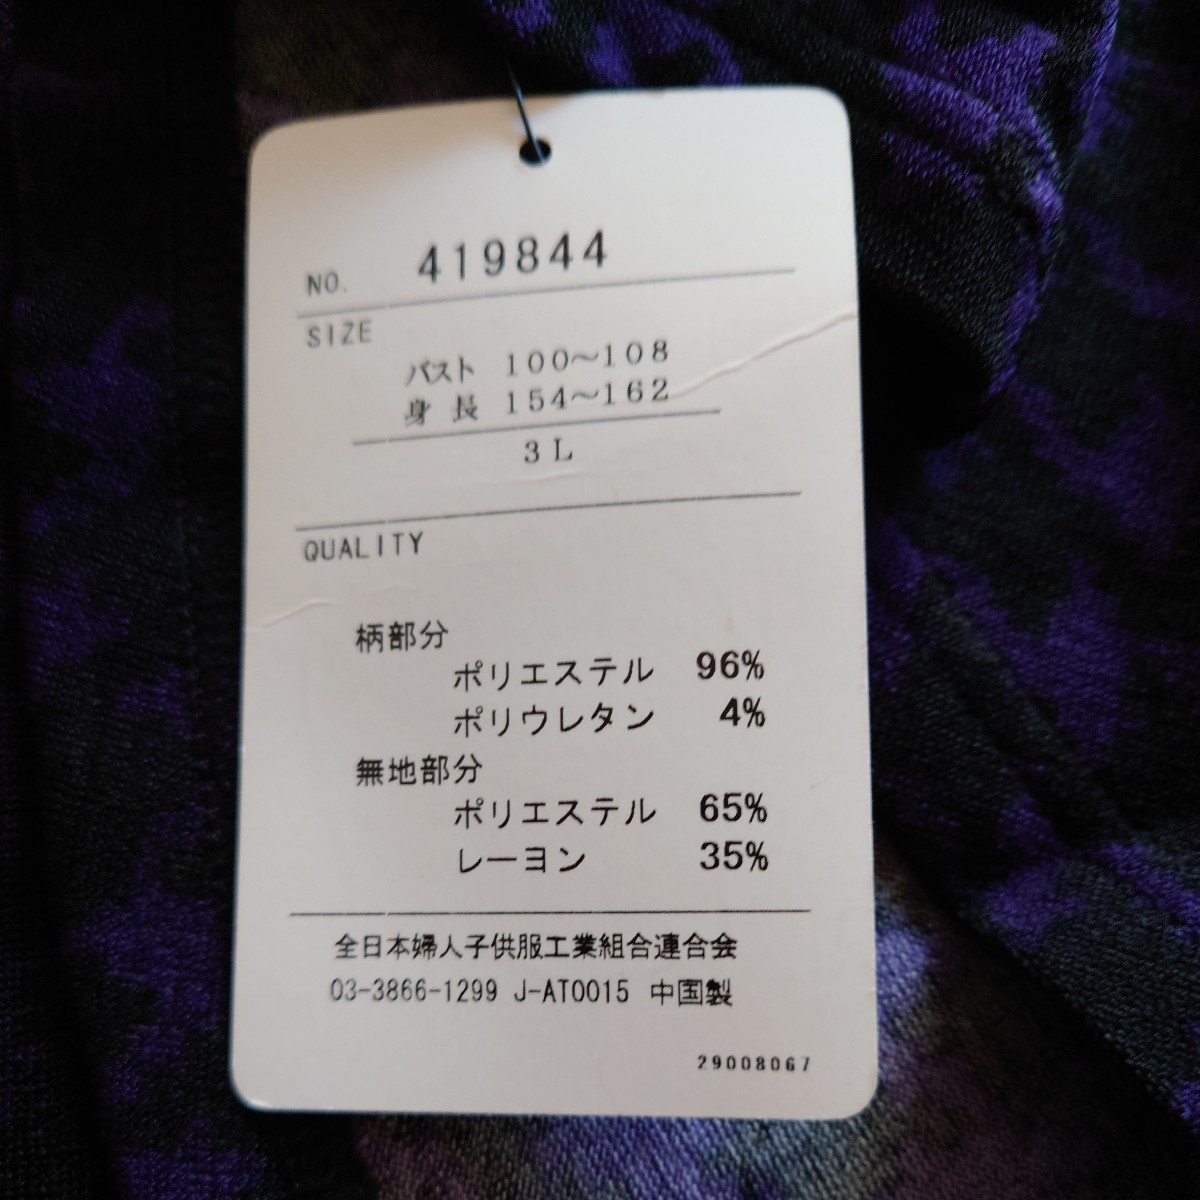 NO. 419844
SIZE
バスト 100～108
身長 154～162
3L
QUALITY
柄部分
ポリエステル 96%
ポリウレタン 4%
無地部分
ポリエステル 65%
レーヨン 35%
全日本婦人子供服工業組合連合会
03-3866-1299 J-AT0015 中国製
29008067